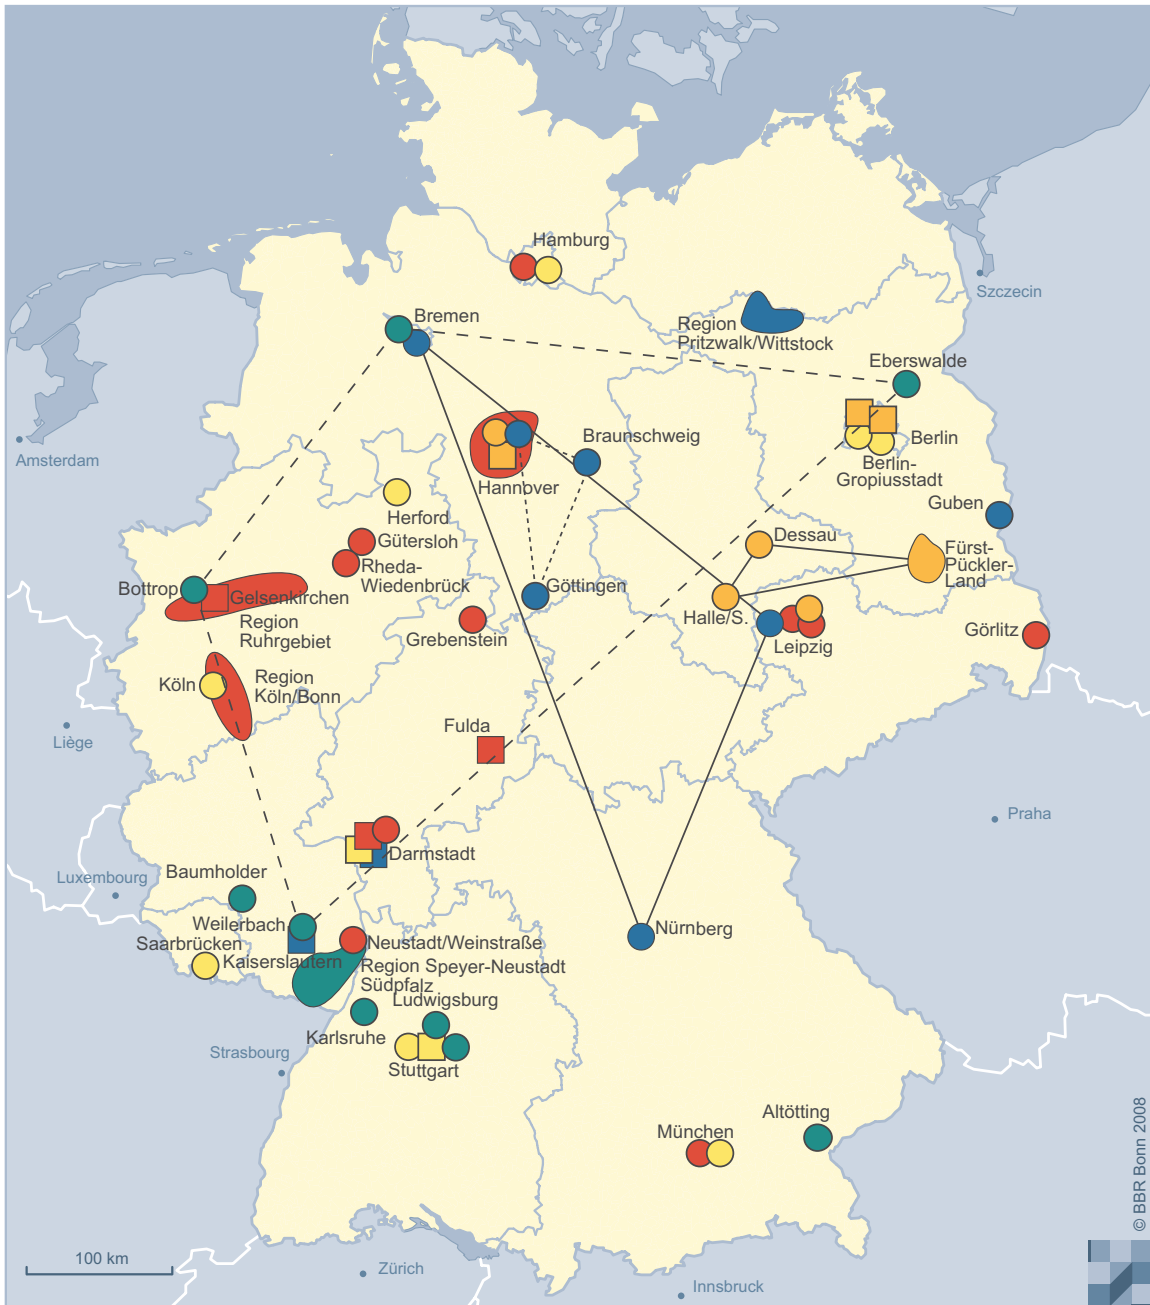 Hamburg
Szczecin
Bremen
Region
Pritzwalk/Wittstock
Eberswalde
Amsterdam
Braunschweig
Berlin
Berlin-
Gropiusstadt
Hannover
Guben
Herford
Dessau
Gütersloh
Fürst-
Pückler-
Land
Rheda-
Wiedenbrück
Bottrop
Göttingen
Gelsenkirchen
Halle/S.
Region
Ruhrgebiet
Grebenstein
Leipzig
Görlitz
Köln
Region
Köln/Bonn
Fulda
Liège
Praha
Darmstadt
Luxembourg
Baumholder
Weilerbach
Nürnberg
Saarbrücken
Neustadt/Weinstraße
Kaiserslautern
Region Speyer-Neustadt
Südpfalz
Ludwigsburg
Karlsruhe
Strasbourg
Stuttgart
Altötting
München
© BBR Bonn 2008
100 km
Zürich
Innsbruck